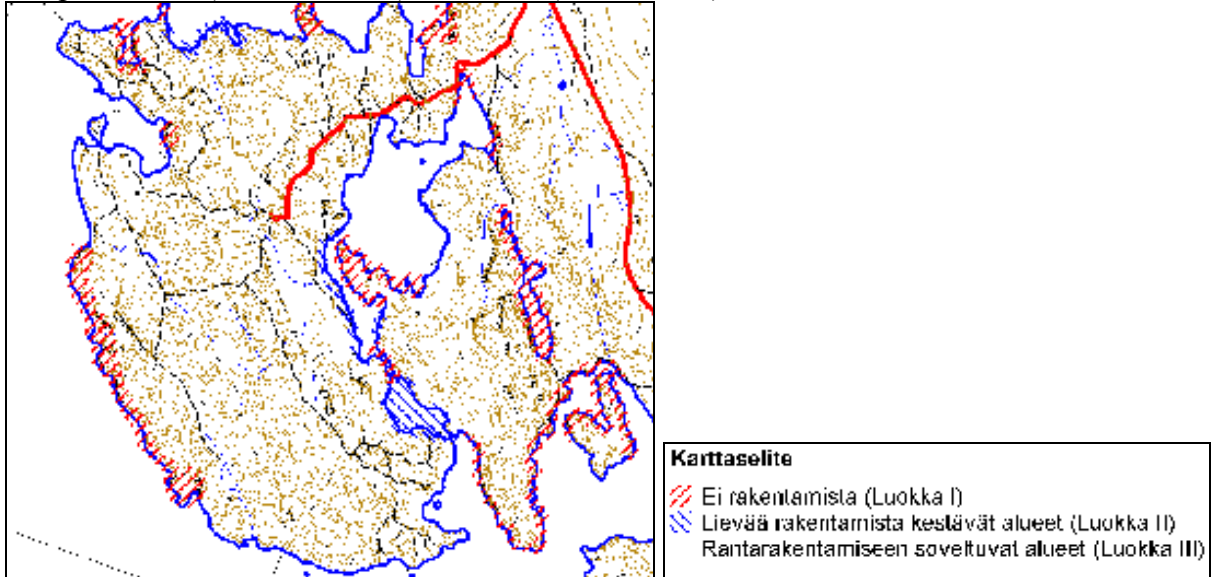 Karttaselite
Ei rakentamista (Luokka I)
Lievää rakentamista kestävät alueet (Luokka II)
Rantarakentamiseen soveltuvat alueet (Luokka III)